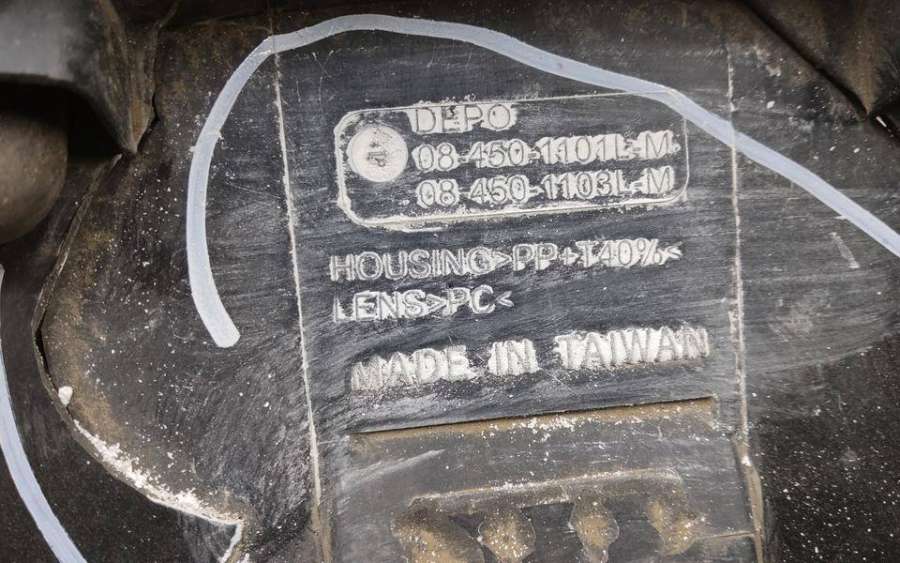 DEPO
08-450-1101L-M
08-450-1103L-M
HOUSING>PP+T40%<
LENS>PC<
MADE IN TAIWAN